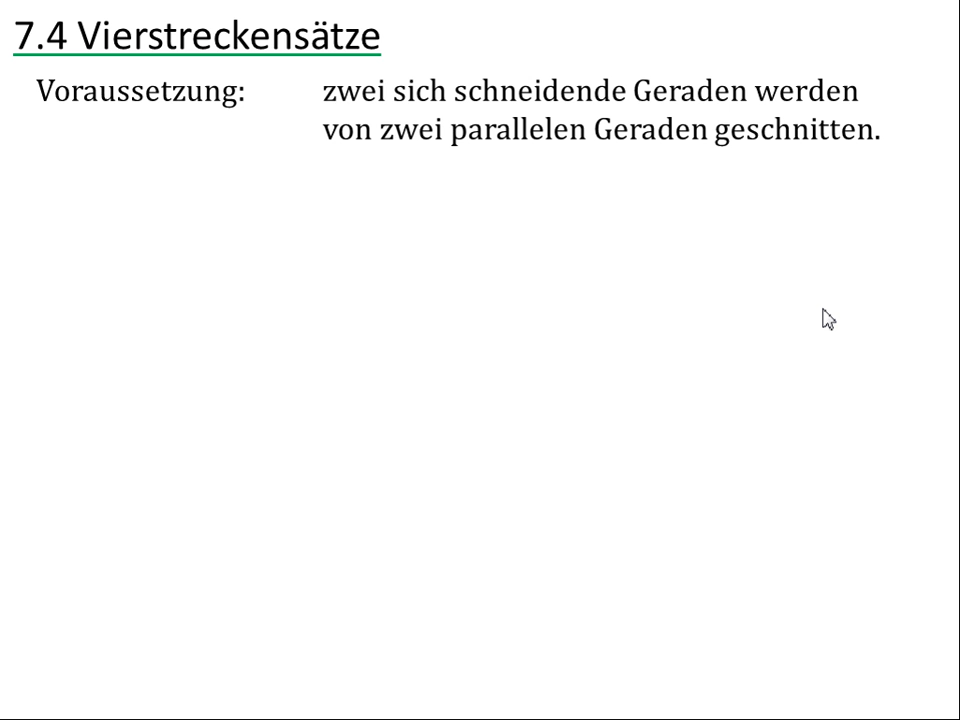 7.4 Vierstreckensätze
Voraussetzung: zwei sich schneidende Geraden werden
von zwei parallelen Geraden geschnitten.